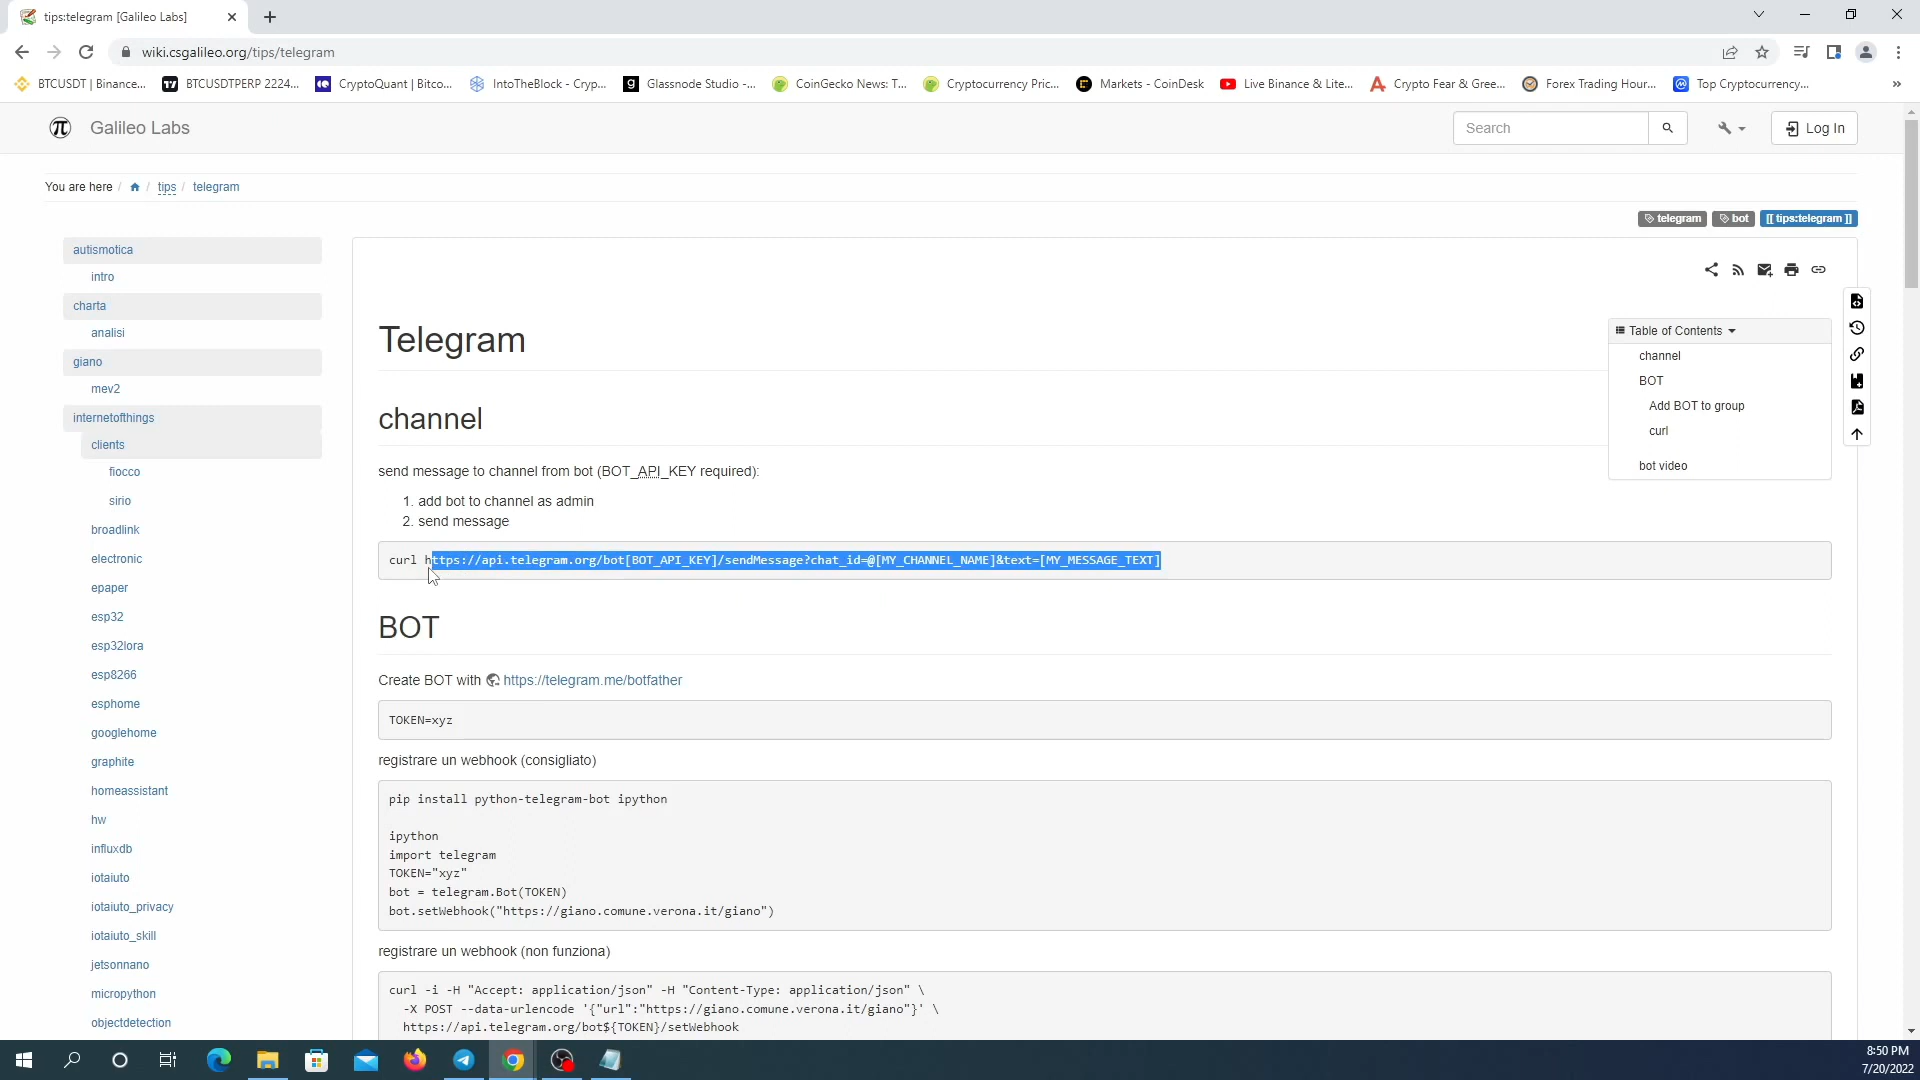 tips:telegram [Galileo Labs]
wiki.csgalileo.org/tips/telegram
BTCUSDT | Binance... BTCUSDTPERP 2224... CryptoQuant | Bitco... IntoTheBlock - Cryp... Glassnode Studio -... CoinGecko News: T... Cryptocurrency Pric... Markets - CoinDesk Live Binance & Lite... Crypto Fear & Gree... Forex Trading Hour... Top Cryptocurrency... »
Galileo Labs
Search
Log In
You are here / / tips / telegram
telegram bot [[ tips:telegram ]]
autismotica
intro
charta
analisi
giano
mev2
internetofthings
clients
fiocco
sirio
broadlink
electronic
epaper
esp32
esp32lora
esp8266
esphome
googlehome
graphite
homeassistant
hw
influxdb
iotaiuto
iotaiuto_privacy
iotaiuto_skill
jetsonnano
micropython
objectdetection
Telegram
channel
send message to channel from bot (BOT_API_KEY required):
1. add bot to channel as admin
2. send message
curl https://api.telegram.org/bot[BOT_API_KEY]/sendMessage?chat_id=@[MY_CHANNEL_NAME]&text=[MY_MESSAGE_TEXT]
BOT
Create BOT with https://telegram.me/botfather
TOKEN=xyz
registrare un webhook (consigliato)
pip install python-telegram-bot ipython
ipython
import telegram
TOKEN="xyz"
bot = telegram.Bot(TOKEN)
bot.setWebhook("https://giano.comune.verona.it/giano")
registrare un webhook (non funziona)
curl -i -H "Accept: application/json" -H "Content-Type: application/json" \
-X POST --data-urlencode '{"url":"https://giano.comune.verona.it/giano"}' \
https://api.telegram.org/bot${TOKEN}/setWebhook
Table of Contents
channel
BOT
Add BOT to group
curl
bot video
8:50 PM
7/20/2022